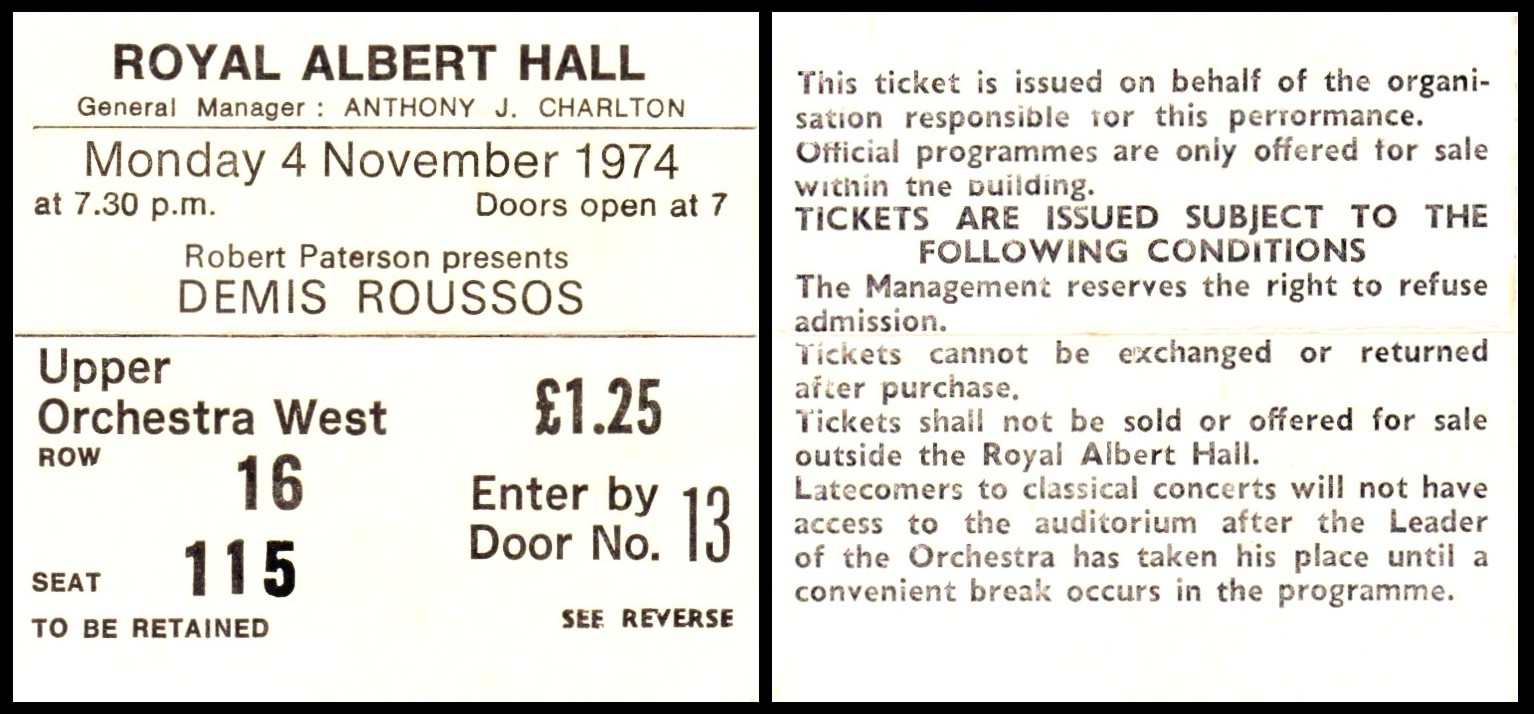 ROYAL ALBERT HALL
General Manager: ANTHONY J. CHARLTON
Monday 4 November 1974
at 7.30 p.m. Doors open at 7
Robert Paterson presents
DEMIS ROUSSOS
Upper
Orchestra West
£1.25
ROW
16
Enter by
Door No. 13
SEAT 115
TO BE RETAINED
SEE REVERSE
This ticket is issued on behalf of the organi-
sation responsible for this performance.
Official programmes are only offered for sale
within the building.
TICKETS ARE ISSUED SUBJECT TO THE
FOLLOWING CONDITIONS
The Management reserves the right to refuse
admission.
Tickets cannot be exchanged or returned
after purchase.
Tickets shall not be sold or offered for sale
outside the Royal Albert Hall.
Latecomers to classical concerts will not have
access to the auditorium after the Leader
of the Orchestra has taken his place until a
convenient break occurs in the programme.